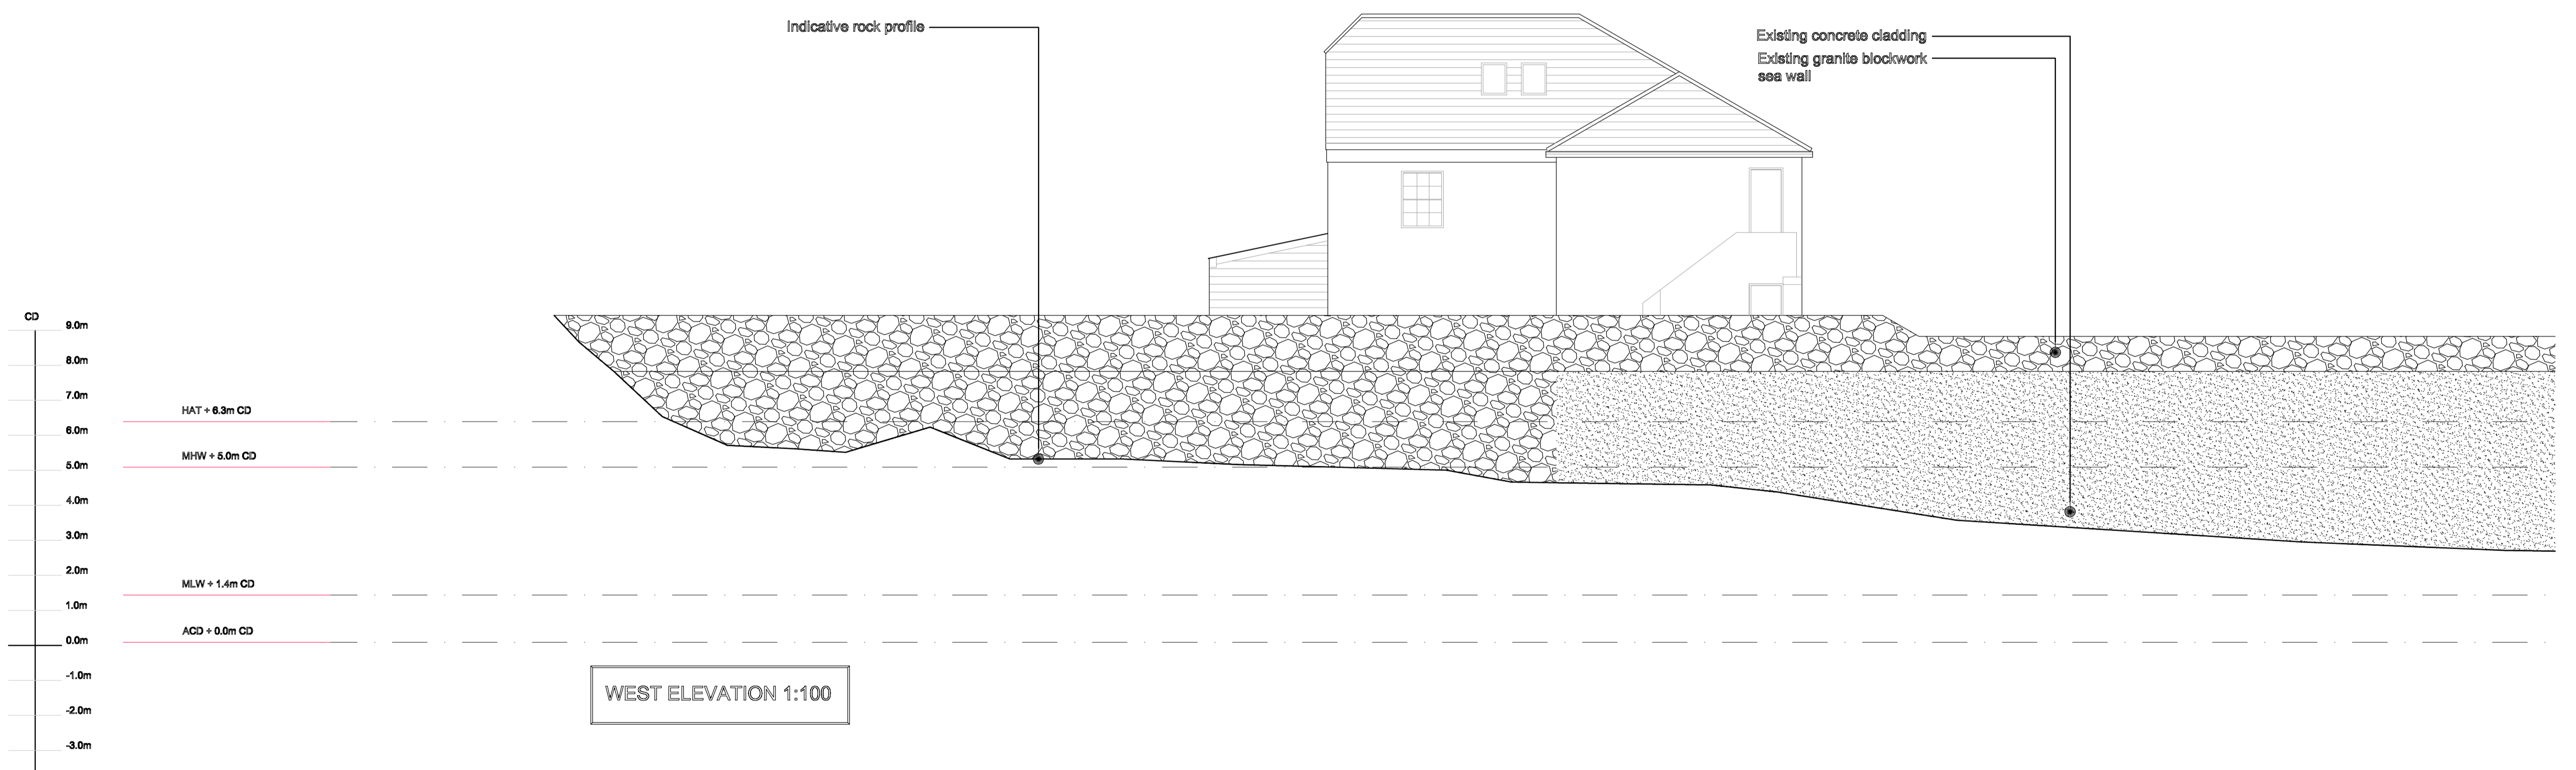 Indicative rock profile
Existing concrete cladding
Existing granite blockwork
sea wall
CD
9.0m
8.0m
7.0m
HAT + 6.3m CD
6.0m
MHW + 5.0m CD
5.0m
4.0m
3.0m
2.0m
MLW + 1.4m CD
1.0m
ACD + 0.0m CD
0.0m
-1.0m
WEST ELEVATION 1:100
-2.0m
-3.0m